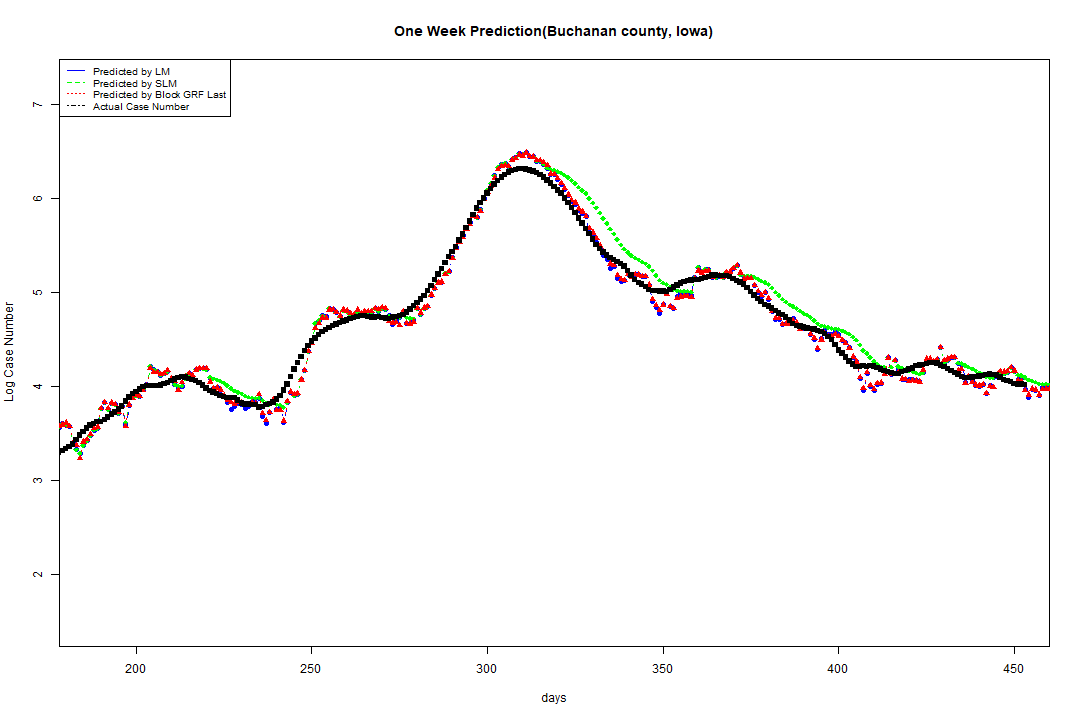 One Week Prediction(Buchanan county, Iowa)
Predicted by LM
Predicted by SLM
Predicted by Block GRF Last
Actual Case Number
7
6
5
4
3
2
Log Case Number
200 250 300 350 400 450
days